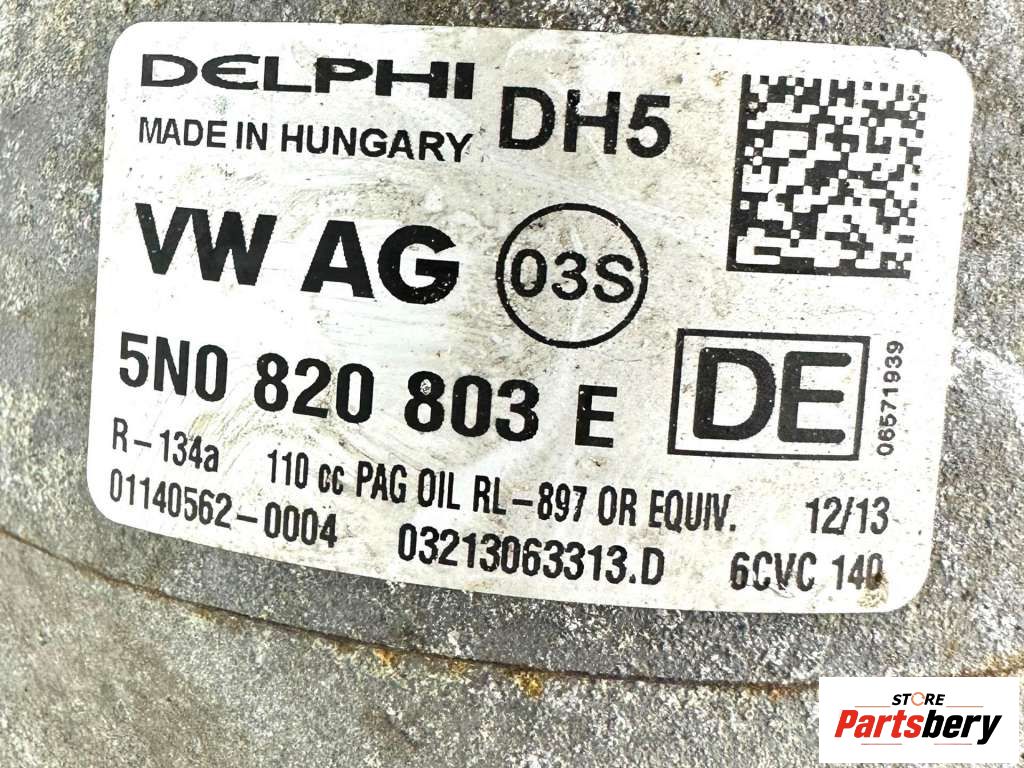 DELPHI
DH5
MADE IN HUNGARY
VW AG
03S
5N0 820 803 E
DE
06571939
R-134a 110 cc PAG OIL RL-897 OR EQUIV. 12/13
01140562-0004 03213063313.D 6CVC 140
STORE
Partsbery